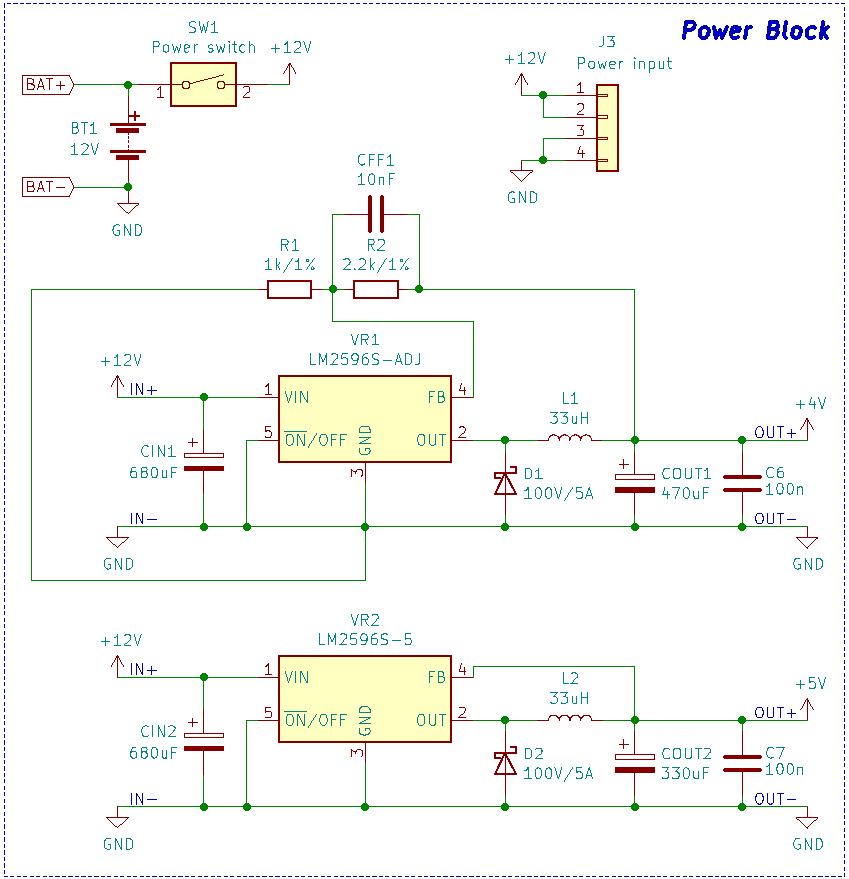 Power Block
SW1
Power switch
+12V
BAT+
1
2
BT1
12V
+
BAT-
GND
J3
Power input
+12V
1
2
3
4
GND
CFF1
10nF
R1
1k/1%
R2
2.2k/1%
VR1
LM2596S-ADJ
+12V
IN+
1
VIN
FB
4
5
ON/OFF
GND
OUT
2
3
CIN1
680uF
+
IN-
GND
L1
33uH
D1
100V/5A
+
COUT1
470uF
C6
100n
OUT+
+4V
OUT-
GND
VR2
LM2596S-5
+12V
IN+
1
VIN
FB
4
5
ON/OFF
GND
OUT
2
3
CIN2
680uF
+
IN-
GND
L2
33uH
D2
100V/5A
+
COUT2
330uF
C7
100n
OUT+
+5V
OUT-
GND